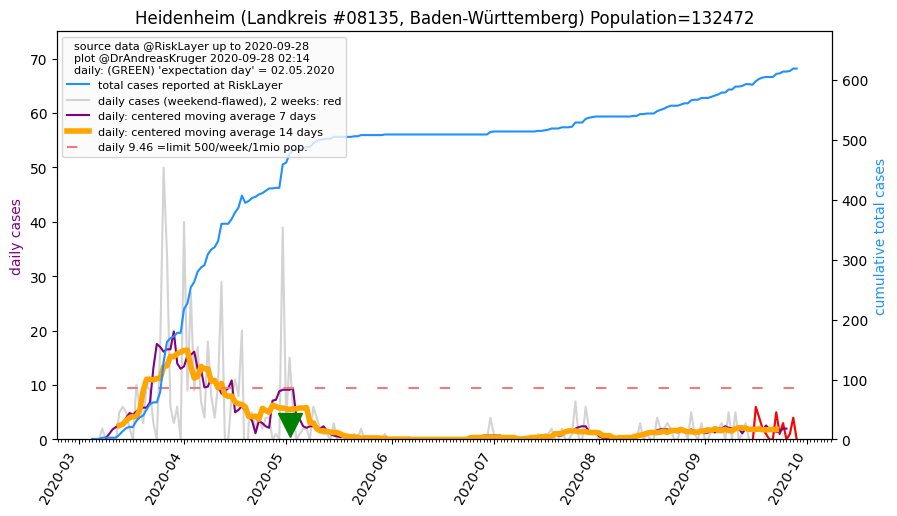 Heidenheim (Landkreis #08135, Baden-Württemberg) Population=132472
source data @RiskLayer up to 2020-09-28
plot @DrAndreasKruger 2020-09-28 02:14
daily: (GREEN) 'expectation day' = 02.05.2020
total cases reported at RiskLayer
daily cases (weekend-flawed), 2 weeks: red
daily: centered moving average 7 days
daily: centered moving average 14 days
daily 9.46 =limit 500/week/1mio pop.
daily cases
70
60
50
40
30
20
10
0
cumulative total cases
600
500
400
300
200
100
0
2020-03
2020-04
2020-05
2020-06
2020-07
2020-08
2020-09
2020-10